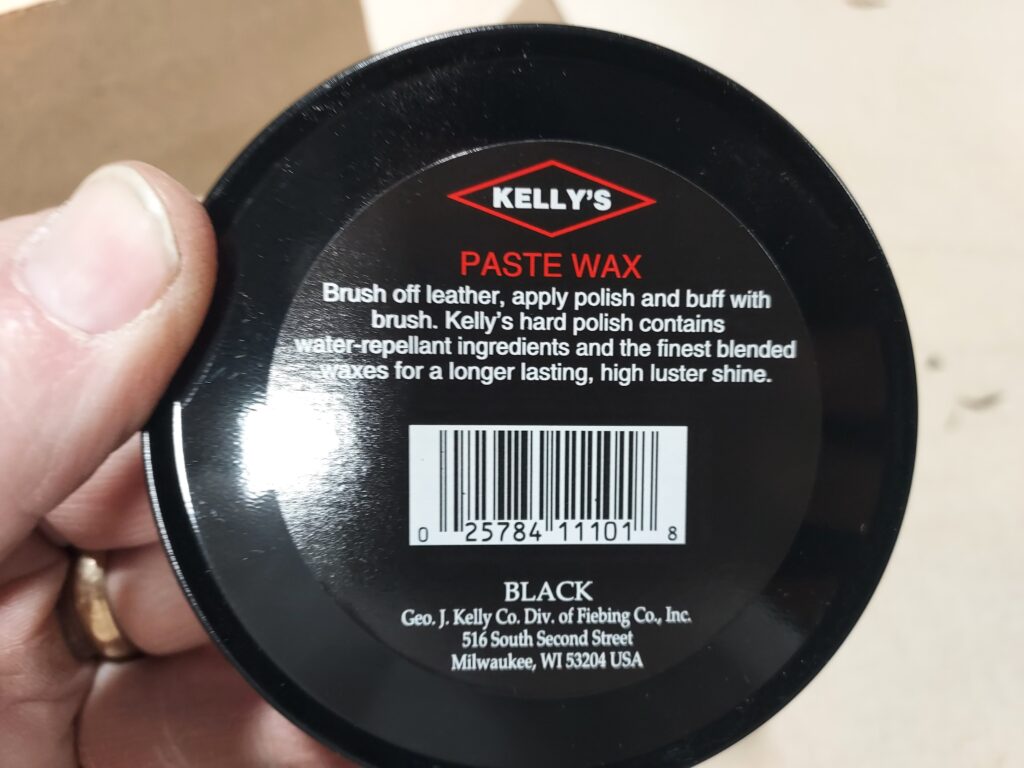 KELLY'S
PASTE WAX
Brush off leather, apply polish and buff with
brush. Kelly's hard polish contains
water-repellant ingredients and the finest blended
waxes for a longer lasting, high luster shine.
0 25784 11101 8
BLACK
Geo. J. Kelly Co. Div. of Fiebing Co., Inc.
516 South Second Street
Milwaukee, WI 53204 USA